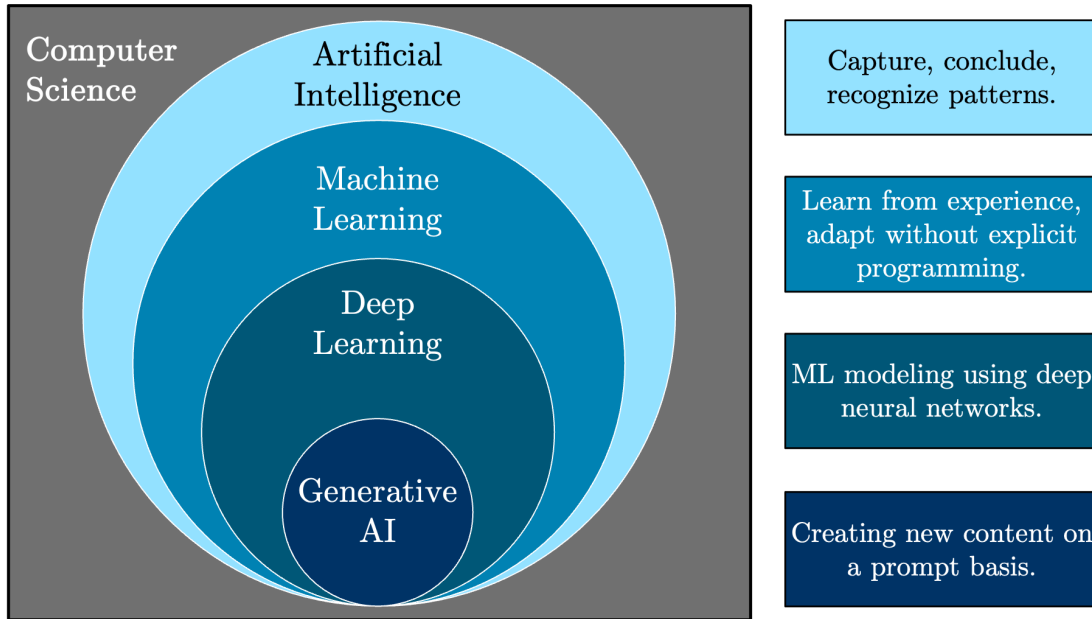 Computer
Science
Artificial
Intelligence
Machine
Learning
Deep
Learning
Generative
AI
Capture, conclude,
recognize patterns.
Learn from experience,
adapt without explicit
programming.
ML modeling using deep
neural networks.
Creating new content on
a prompt basis.